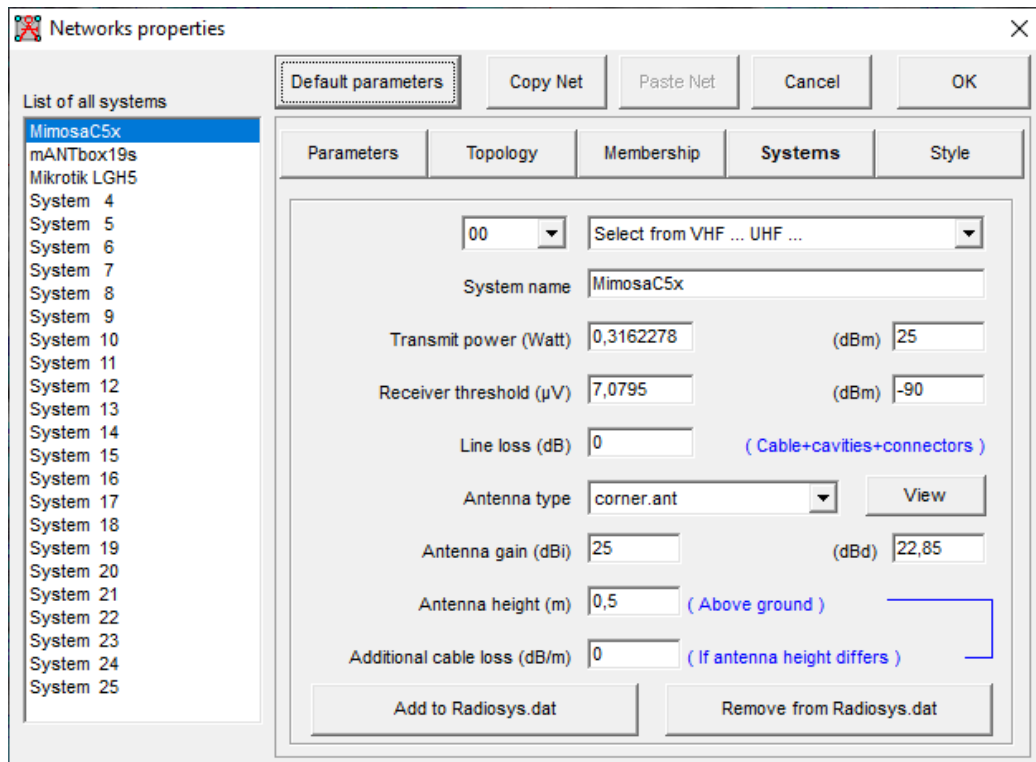 Networks properties
Default parameters
Copy Net
Paste Net
Cancel
OK
List of all systems
MimosaC5x
mANTbox19s
Mikrotik LGH5
System 4
System 5
System 6
System 7
System 8
System 9
System 10
System 11
System 12
System 13
System 14
System 15
System 16
System 17
System 18
System 19
System 20
System 21
System 22
System 23
System 24
System 25
Parameters
Topology
Membership
Systems
Style
00 Select from VHF ... UHF ...
System name MimosaC5x
Transmit power (Watt) 0,3162278 (dBm) 25
Receiver threshold (µV) 7,0795 (dBm) -90
Line loss (dB) 0 ( Cable+cavities+connectors )
Antenna type corner.ant View
Antenna gain (dBi) 25 (dBd) 22,85
Antenna height (m) 0,5 ( Above ground )
Additional cable loss (dB/m) 0 ( If antenna height differs )
Add to Radiosys.dat
Remove from Radiosys.dat